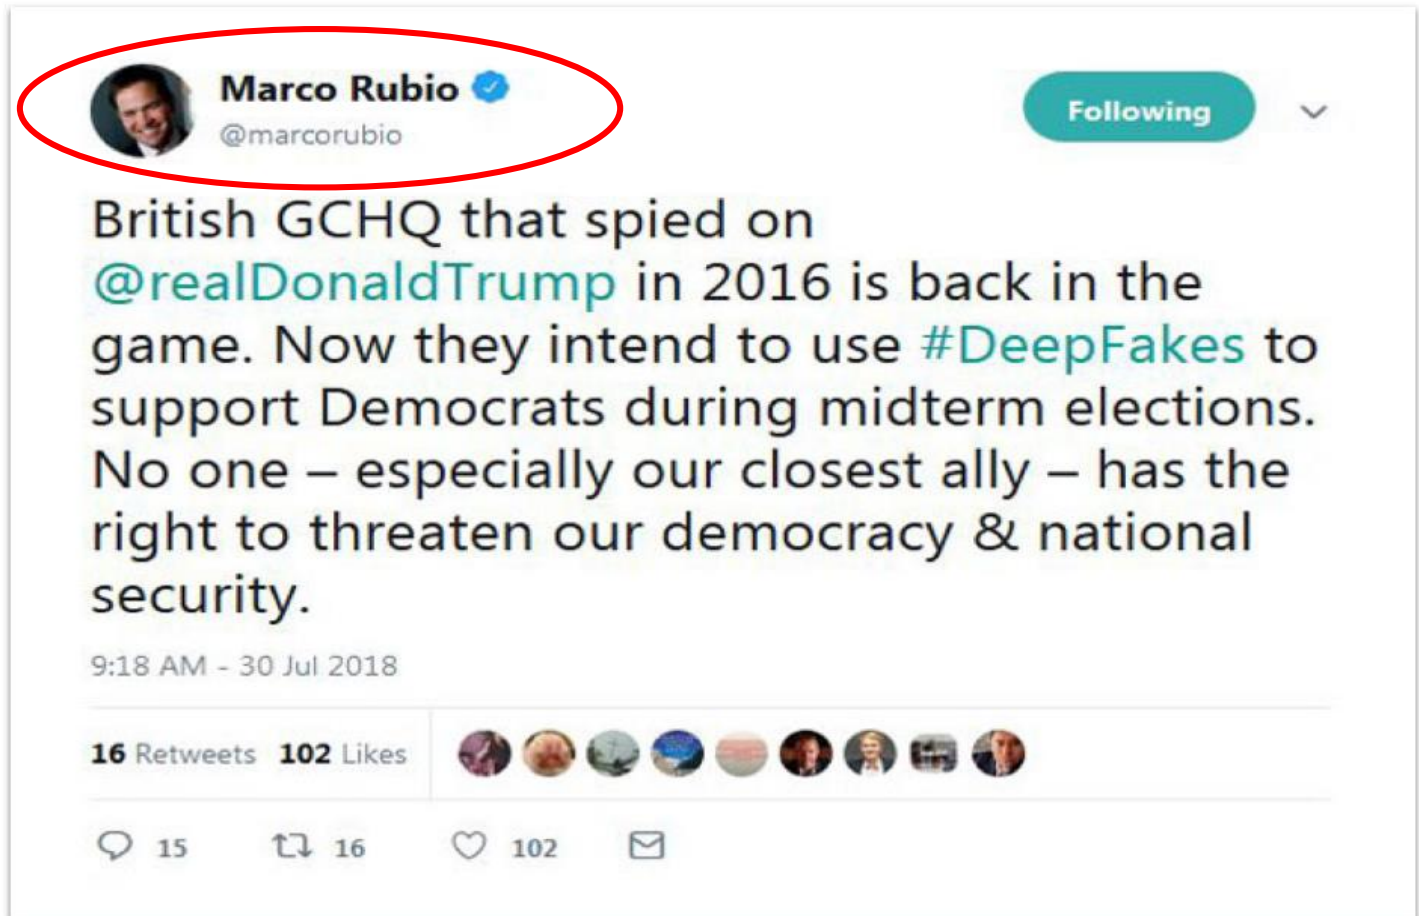 Marco Rubio
@marcorubio
Following
British GCHQ that spied on
@realDonaldTrump in 2016 is back in the
game. Now they intend to use #DeepFakes to
support Democrats during midterm elections.
No one – especially our closest ally – has the
right to threaten our democracy & national
security.
9:18 AM - 30 Jul 2018
16 Retweets 102 Likes
15 16 102